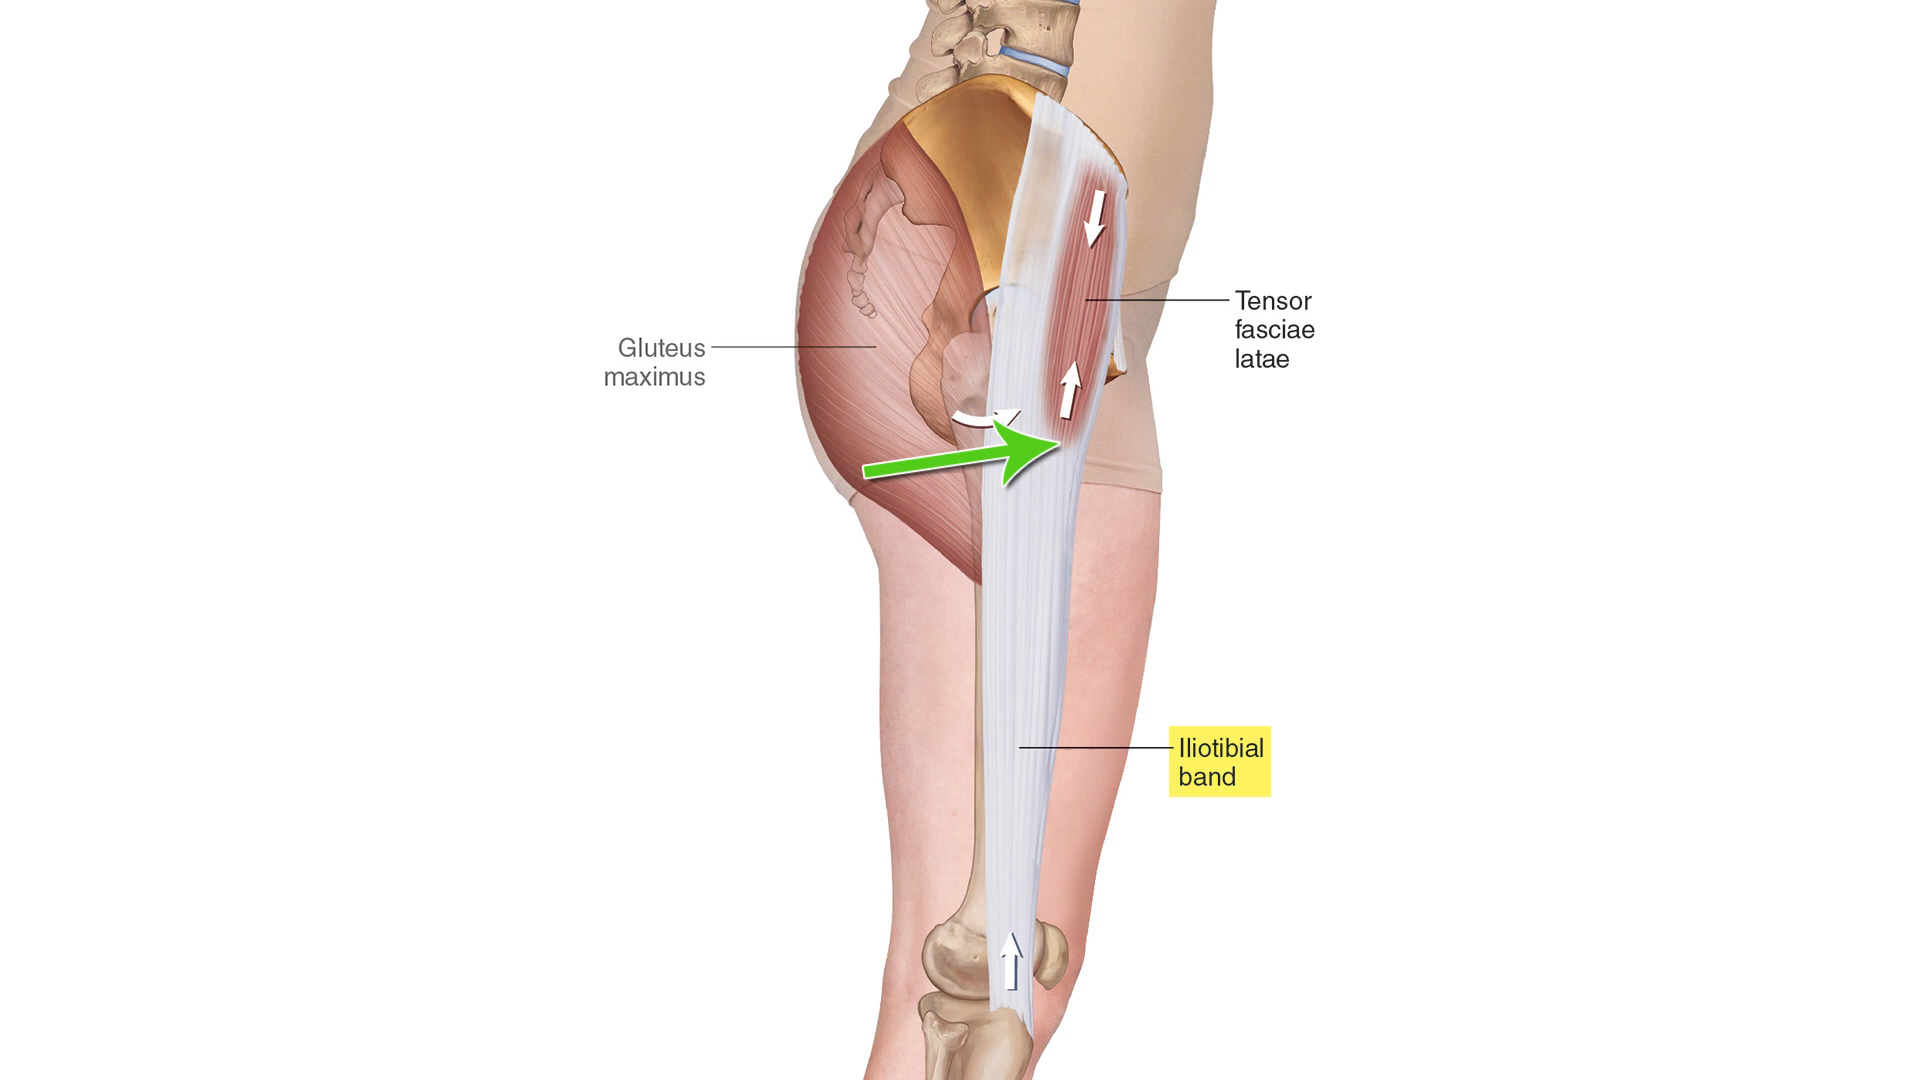 Gluteus
maximus
Tensor
fasciae
latae
Iliotibial
band